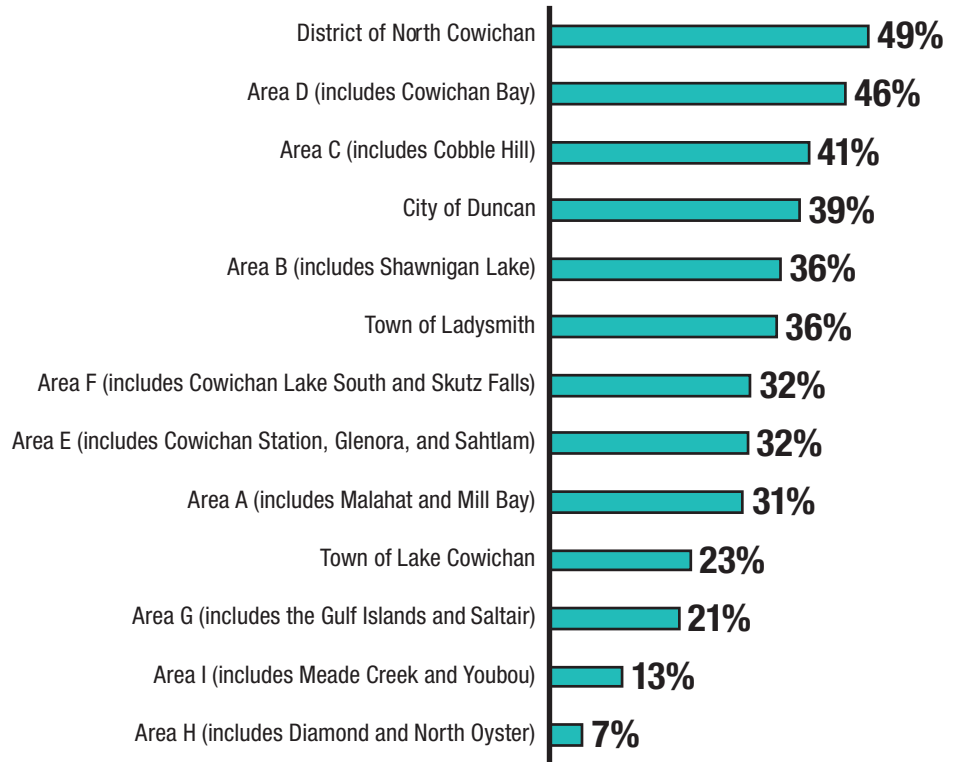 District of North Cowichan 49%
Area D (includes Cowichan Bay) 46%
Area C (includes Cobble Hill) 41%
City of Duncan 39%
Area B (includes Shawnigan Lake) 36%
Town of Ladysmith 36%
Area F (includes Cowichan Lake South and Skutz Falls) 32%
Area E (includes Cowichan Station, Glenora, and Sahtlam) 32%
Area A (includes Malahat and Mill Bay) 31%
Town of Lake Cowichan 23%
Area G (includes the Gulf Islands and Saltair) 21%
Area I (includes Meade Creek and Youbou) 13%
Area H (includes Diamond and North Oyster) 7%